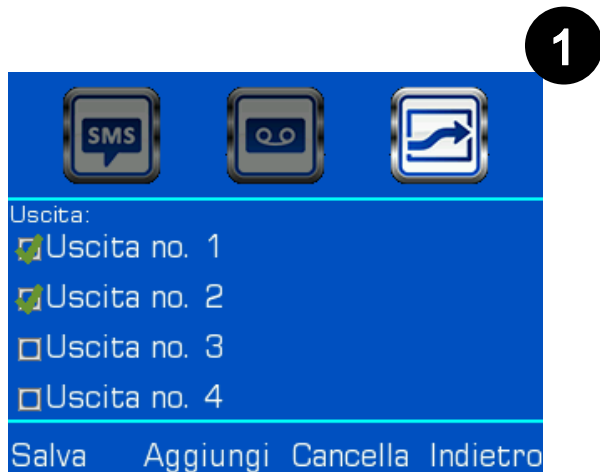 1
SMS
Uscita:
Uscita no. 1
Uscita no. 2
Uscita no. 3
Uscita no. 4
Salva Aggiungi Cancella Indietro